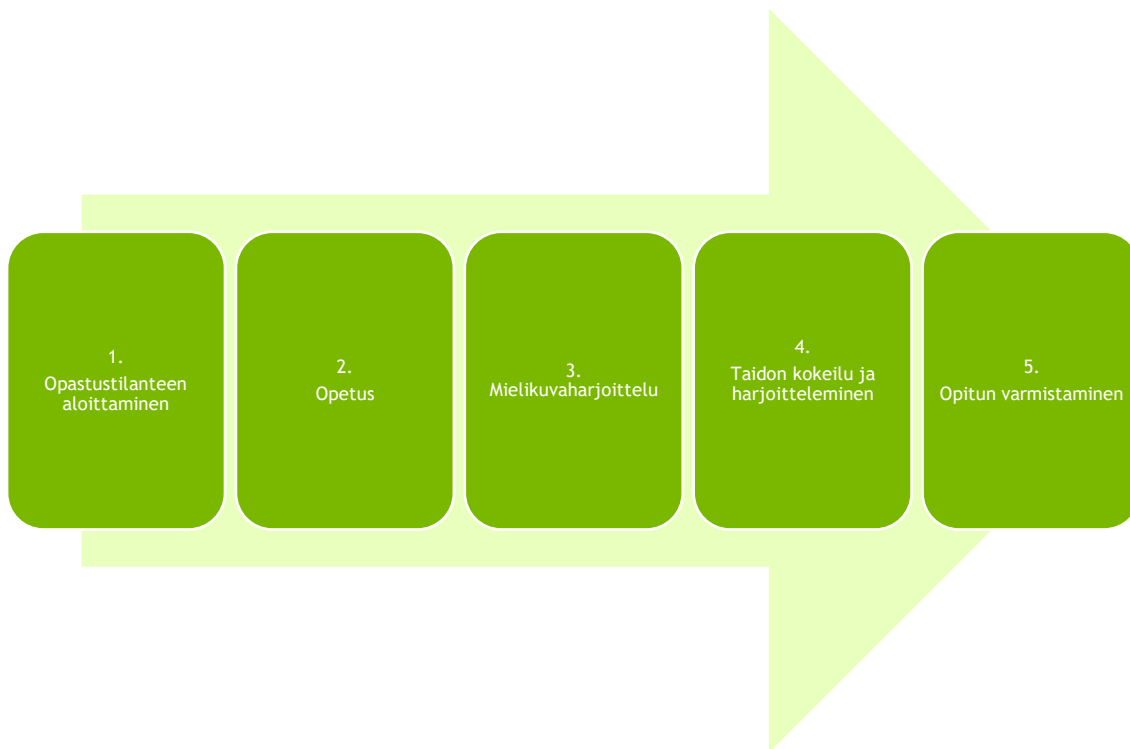 1.
Opastustilanteen
aloittaminen
2.
Opetus
3.
Mielikuvaharjoittelu
4.
Taidon kokeilu ja
harjoitteleminen
5.
Opitun varmistaminen